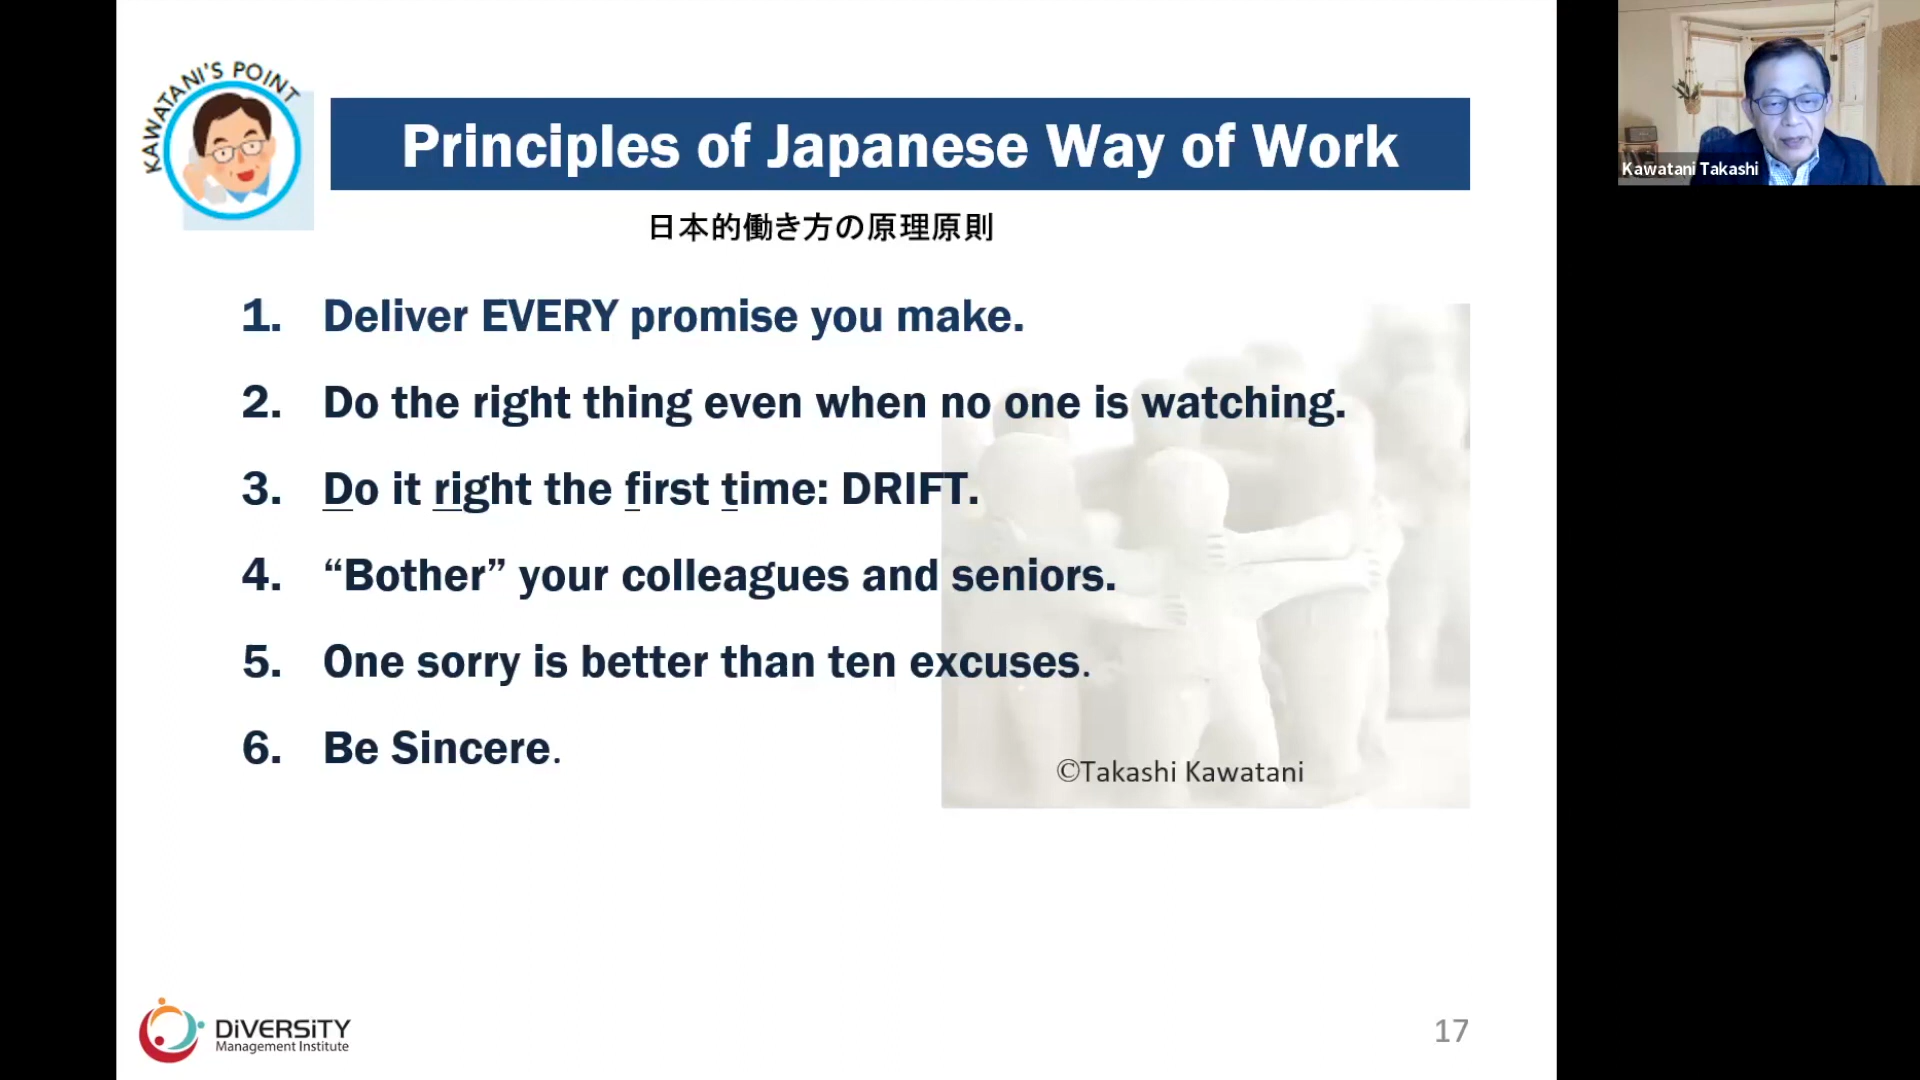 KAWATANI'S POINT
Principles of Japanese Way of Work
Kawatani Takashi
日本的働き方の原理原則
1. Deliver EVERY promise you make.
2. Do the right thing even when no one is watching.
3. Do it right the first time: DRIFT.
4. “Bother” your colleagues and seniors.
5. One sorry is better than ten excuses.
6. Be Sincere.
©Takashi Kawatani
DiVERSiTY
Management Institute
17